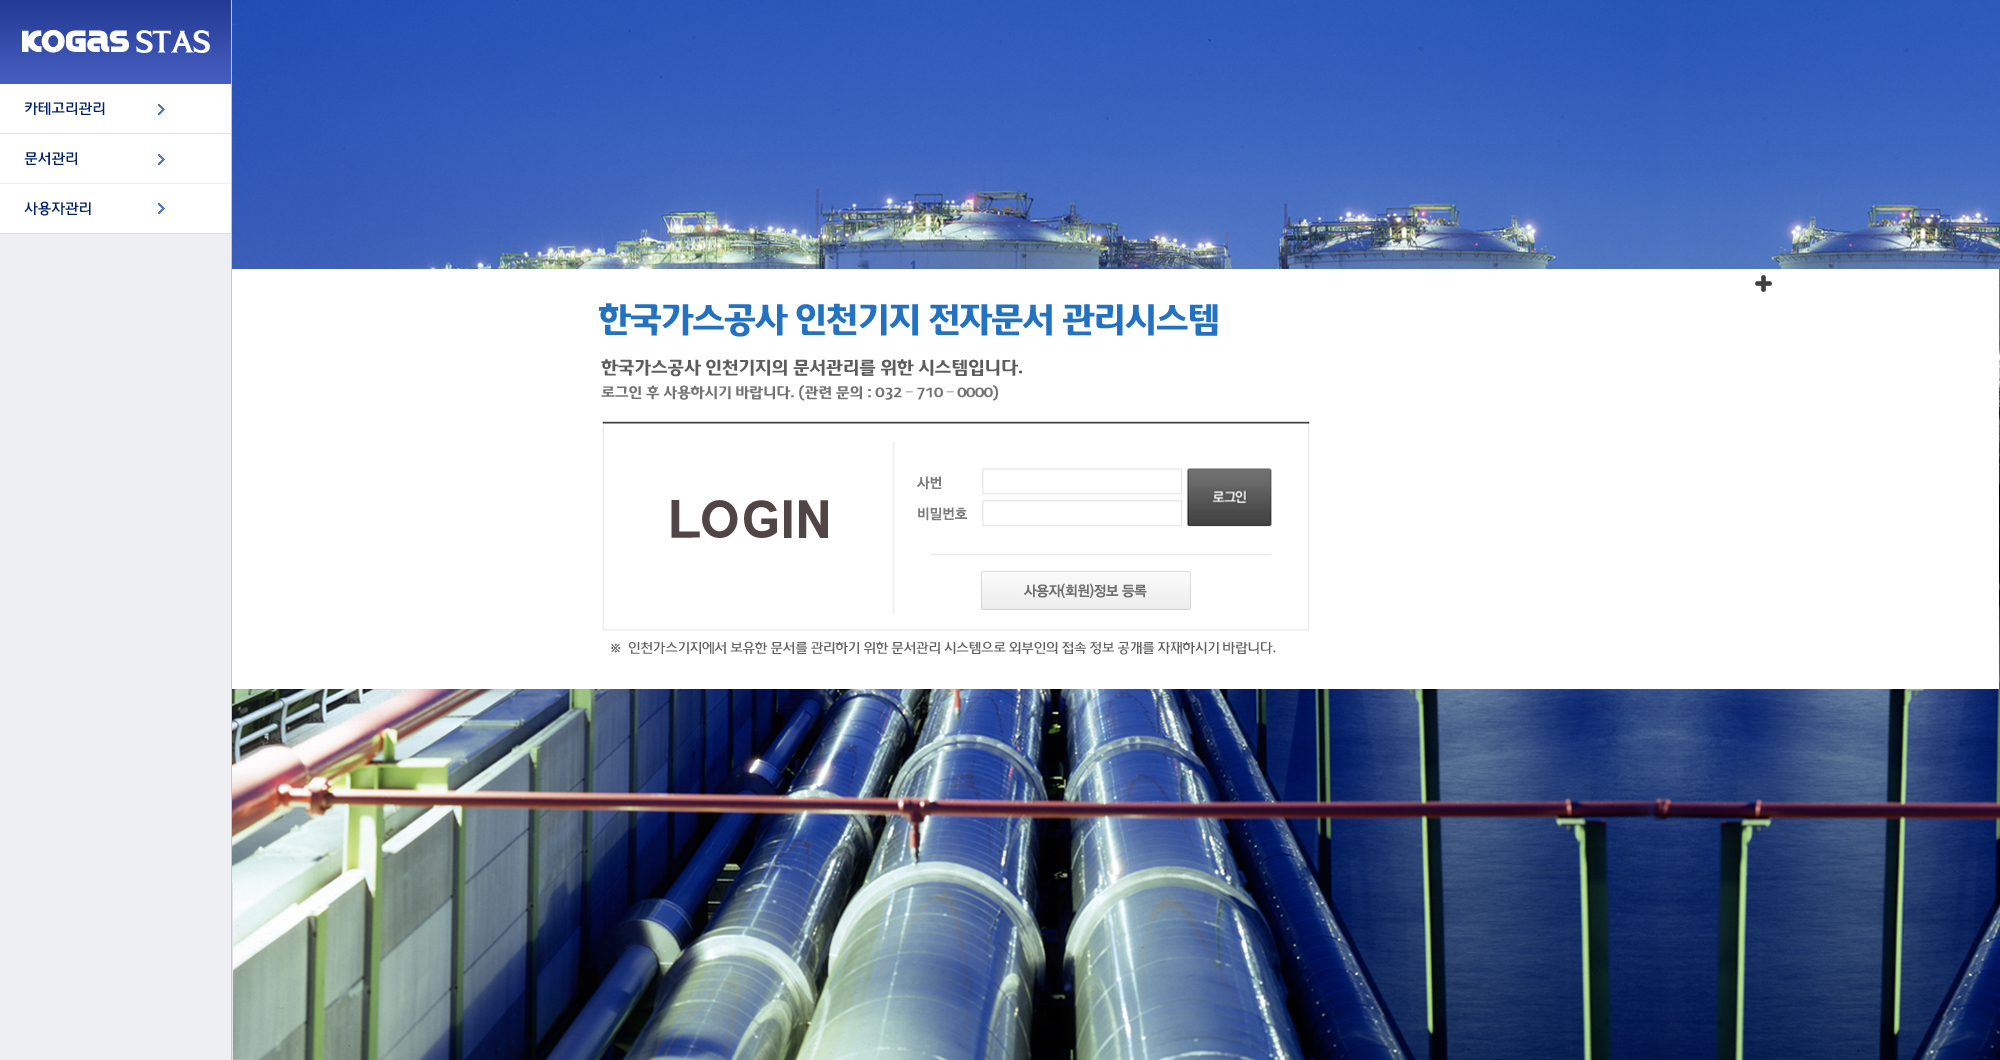 KOGAS STAS
카테고리관리
문서관리
사용자관리
한국가스공사 인천기지 전자문서 관리시스템
한국가스공사 인천기지의 문서관리를 위한 시스템입니다.
로그인 후 사용하시기 바랍니다. (관련 문의 : 032 - 710 - 0000)
LOGIN
사번
비밀번호
로그인
사용자(회원)정보 등록
※ 인천가스기지에서 보유한 문서를 관리하기 위한 문서관리 시스템으로 외부인의 접속 정보 공개를 자재하시기 바랍니다.